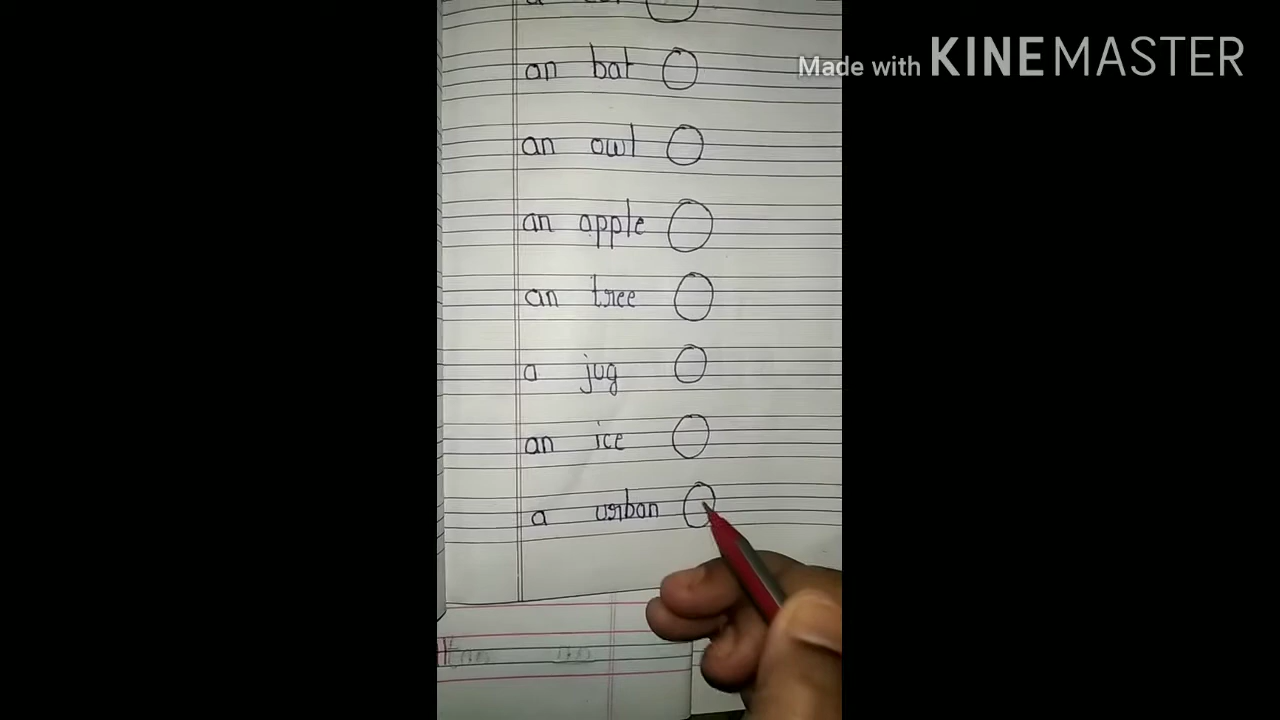 Made with KINEMASTER
an bat
an owl
an apple
an tree
a jug
an ice
a urban